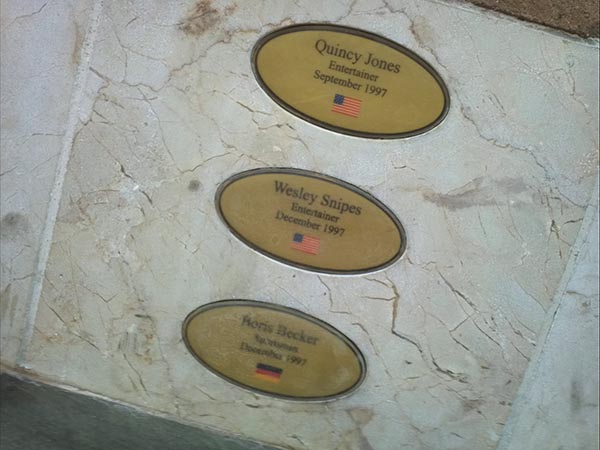 Quincy Jones
Entertainer
September 1997
Wesley Snipes
Entertainer
December 1997
Boris Becker
Sportsman
December 1997